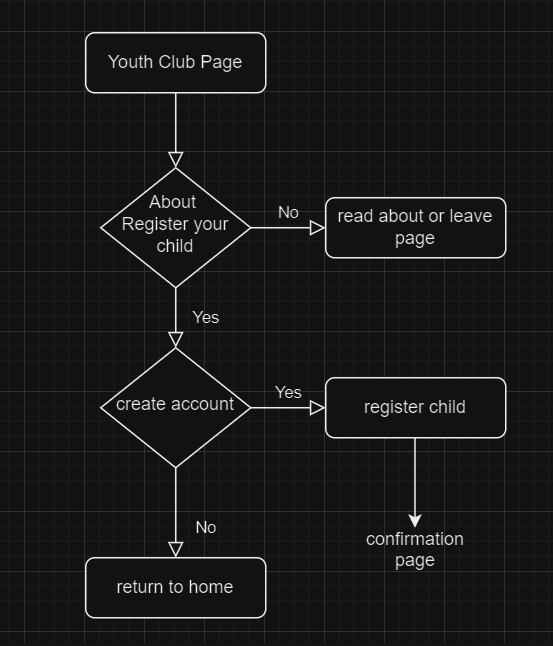 Youth Club Page
About
Register your
child
No
read about or leave
page
Yes
create account
Yes
register child
No
confirmation
page
return to home